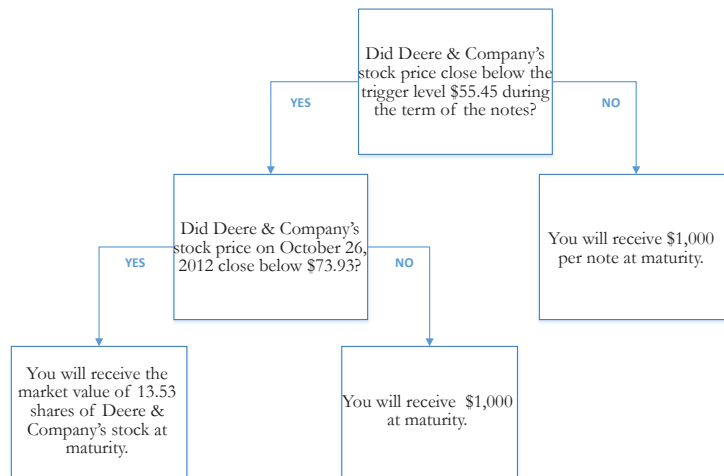 Did Deere & Company's
stock price close below the
trigger level $55.45 during
the term of the notes?
YES
NO
Did Deere & Company's
stock price on October 26,
2012 close below $73.93?
You will receive $1,000
per note at maturity.
YES
NO
You will receive the
market value of 13.53
shares of Deere &
Company's stock at
maturity.
You will receive $1,000
at maturity.